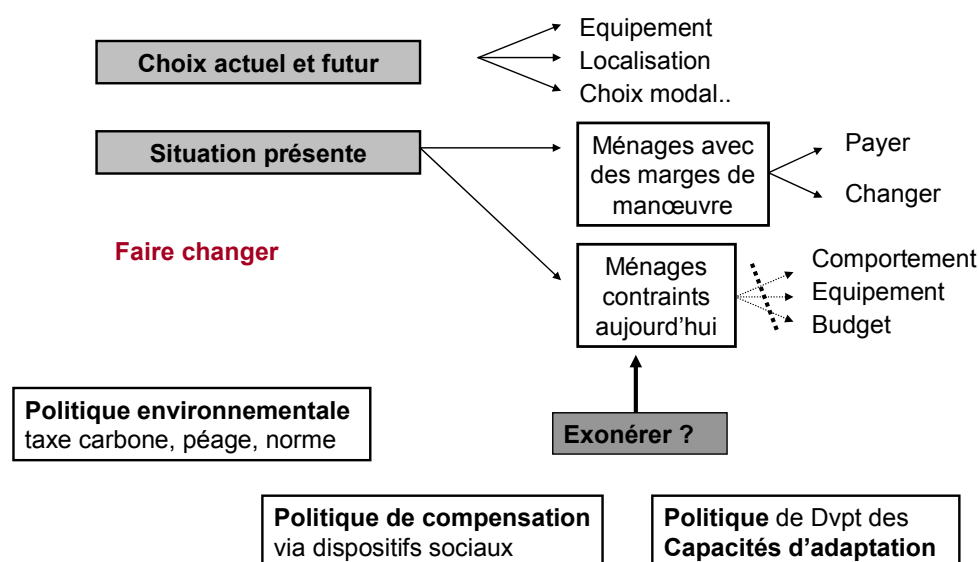 Equipement
Choix actuel et futur
Localisation
Choix modal..
Situation présente
Ménages avec
des marges de
manœuvre
Payer
Changer
Faire changer
Ménages
contraints
aujourd’hui
Comportement
Equipement
Budget
Politique environnementale
taxe carbone, péage, norme
Exonérer ?
Politique de compensation
via dispositifs sociaux
Politique de Dvpt des
Capacités d’adaptation